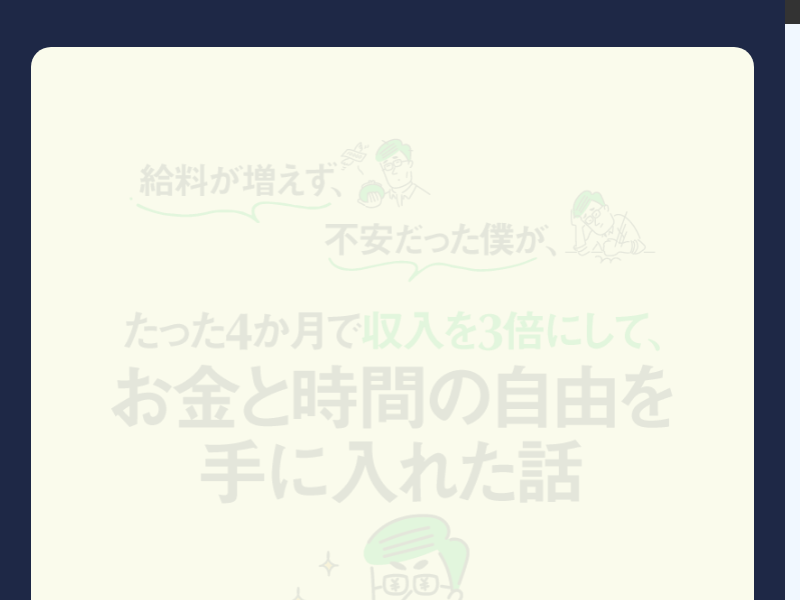 給料が増えず、
不安だった僕が、
たった4か月で収入を3倍にして、
お金と時間の自由を
手に入れた話